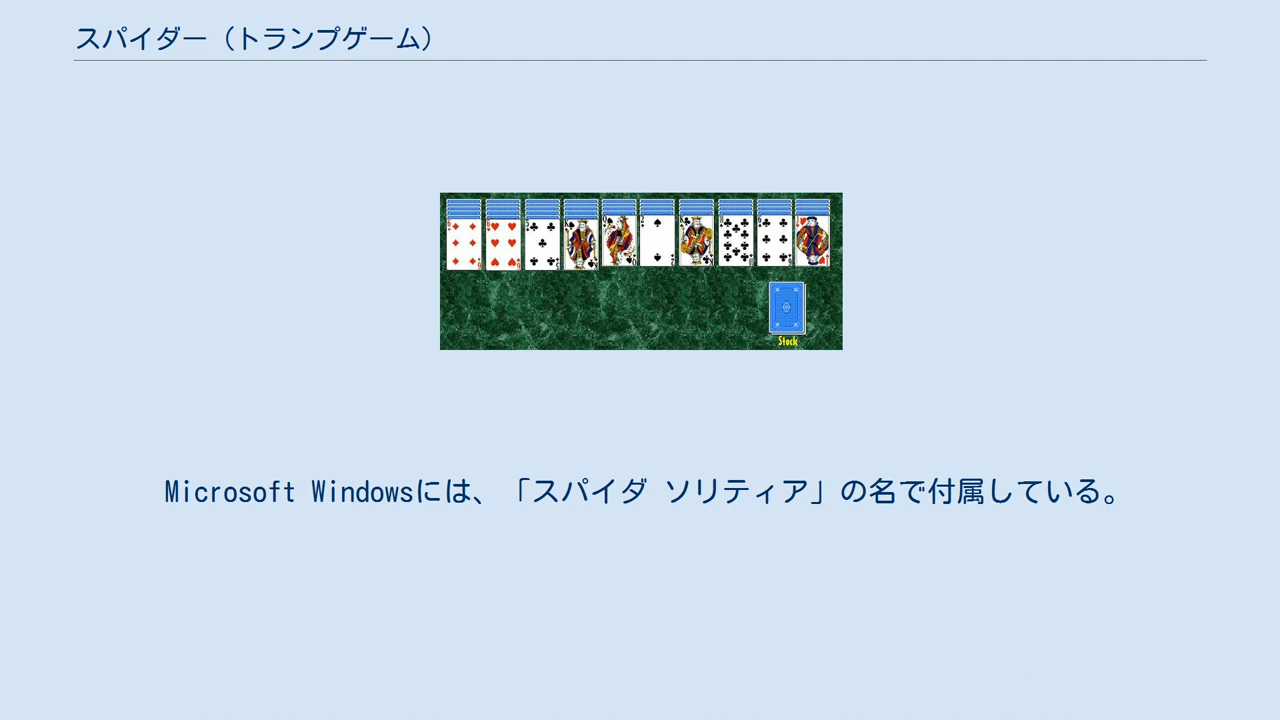 スパイダー（トランプゲーム）
Stock
Microsoft Windowsには、「スパイダ ソリティア」の名で付属している。